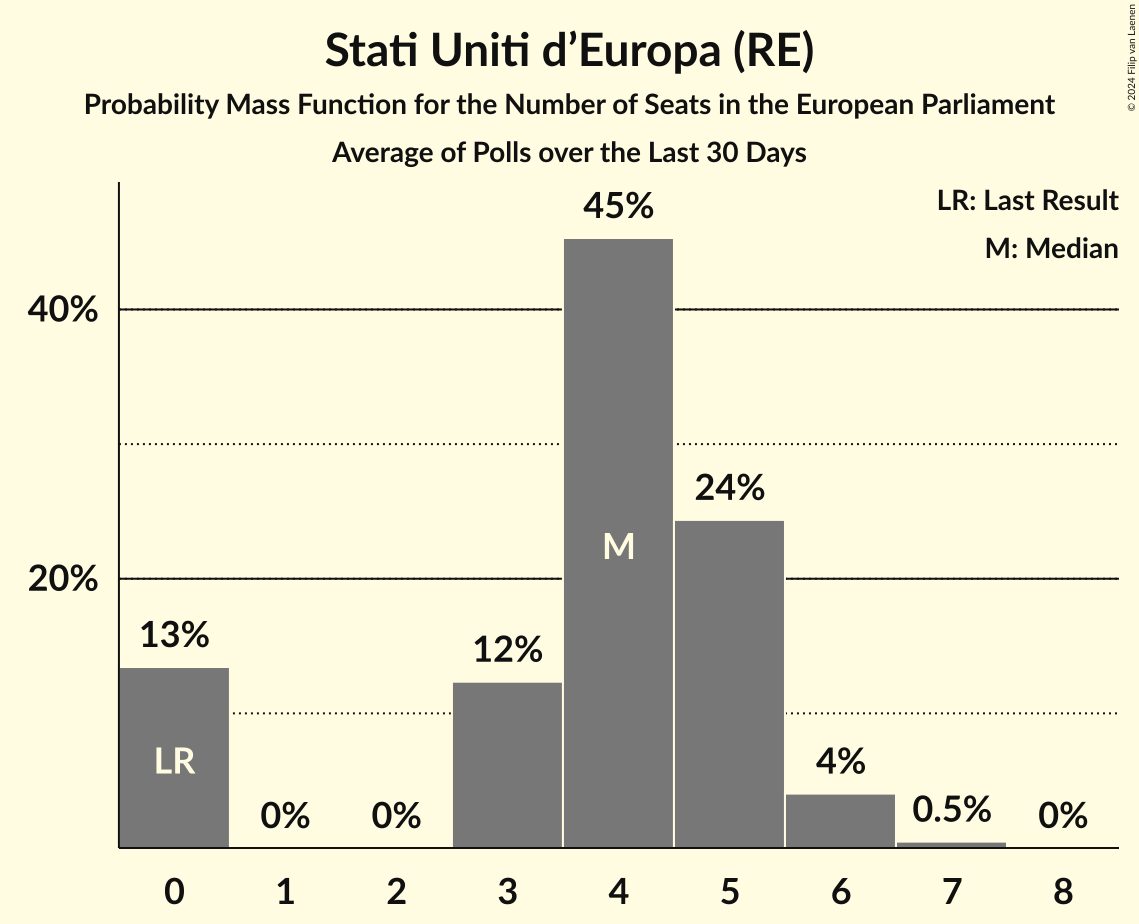 Stati Uniti d’Europa (RE)
Probability Mass Function for the Number of Seats in the European Parliament
Average of Polls over the Last 30 Days
© 2024 Filip van Laenen
LR: Last Result
M: Median
45%
40%
24%
M
20%
13%
12%
LR
4%
0%
0%
0.5%
0%
0
1
2
3
4
5
6
7
8